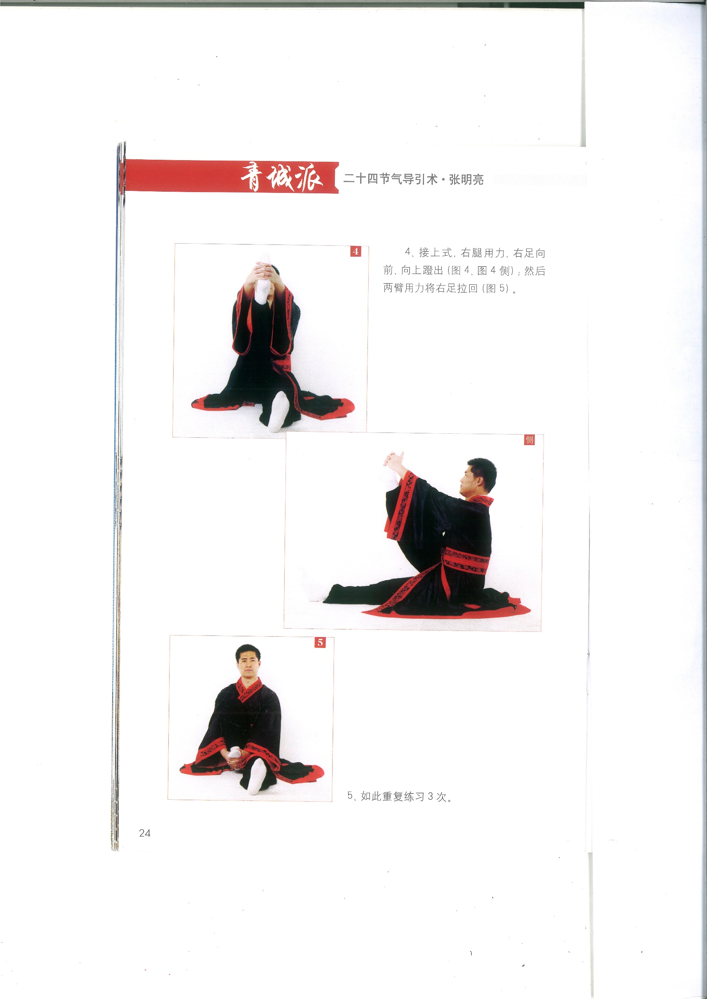 青诚派 二十四节气导引术·张明亮
4
4、接上式，右腿用力，右足向
前、向上蹬出（图 4、图 4 侧）；然后
两臂用力将右足拉回（图 5）。
侧
5
5、如此重复练习 3 次。
24